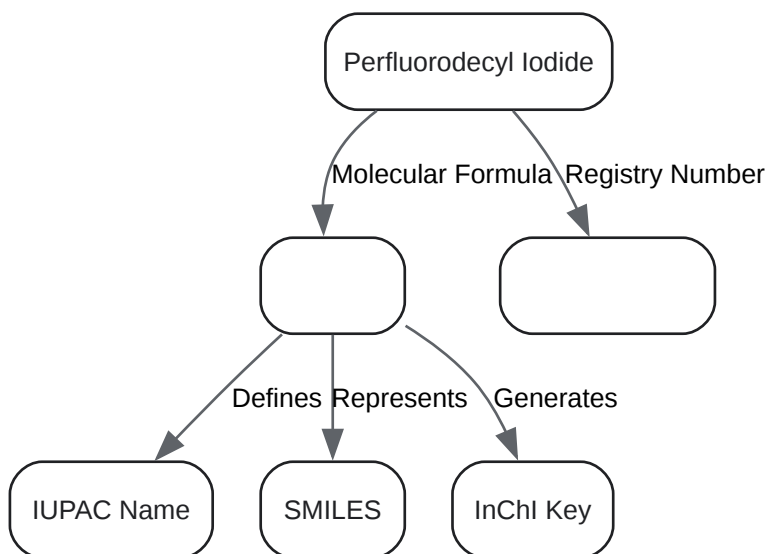 Perfluorodecyl Iodide
Molecular Formula
Registry Number
Defines
Represents
Generates
IUPAC Name
SMILES
InChI Key